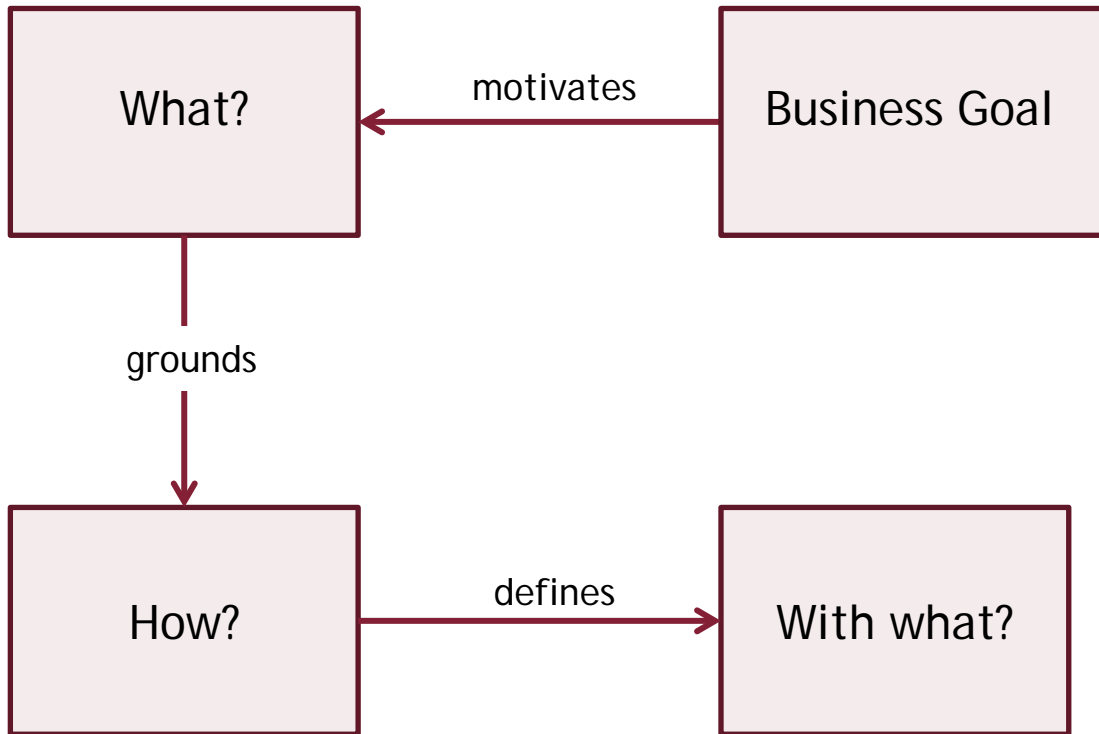 What?
motivates
Business Goal
grounds
How?
defines
With what?